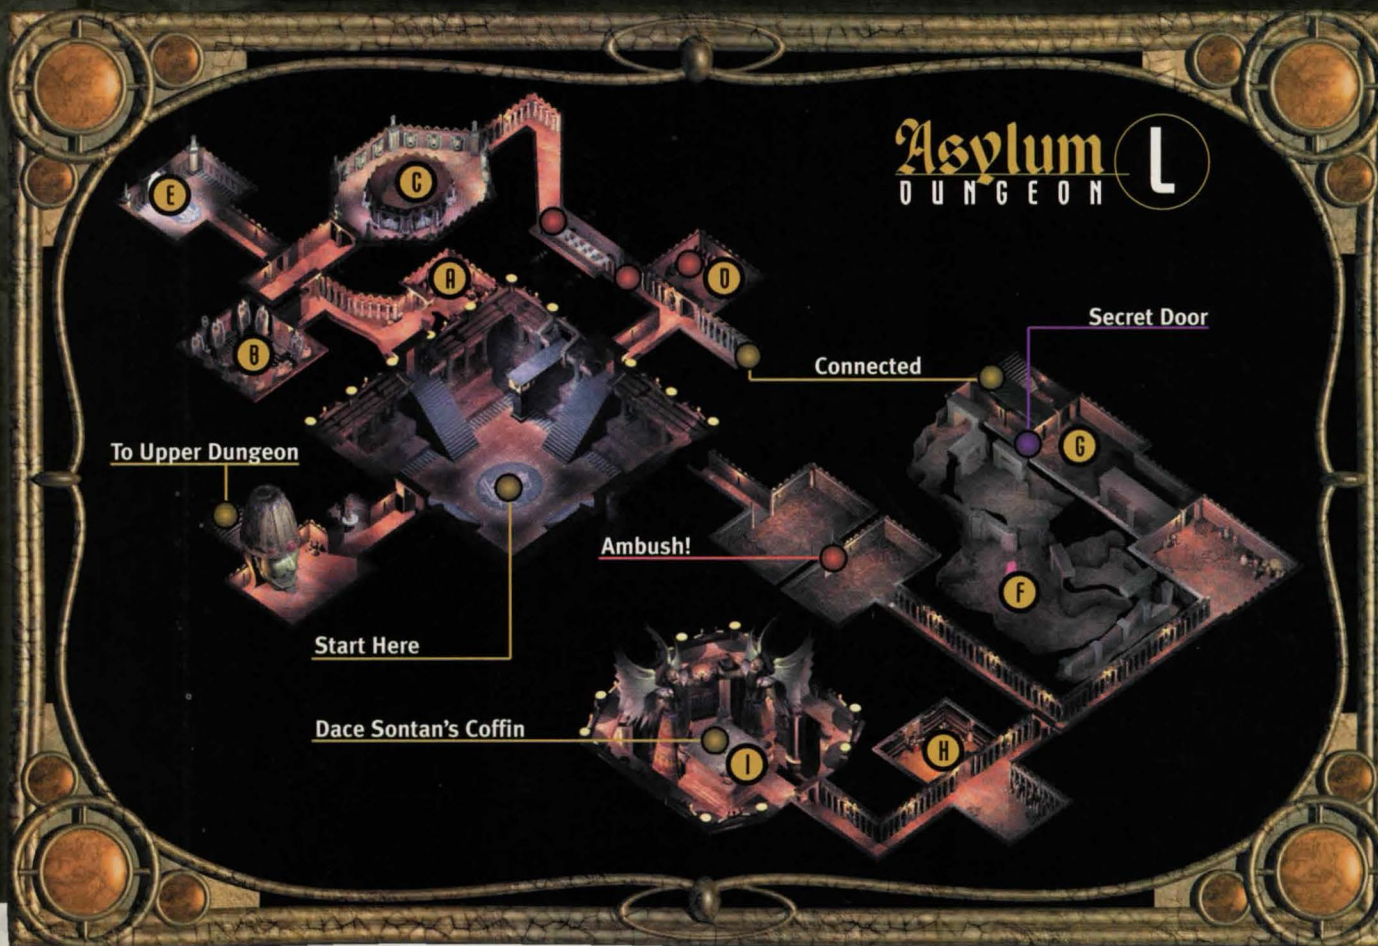 Asylum
DUNGEON
L
E
C
A
D
B
Secret Door
Connected
G
To Upper Dungeon
Ambush!
F
Start Here
Dace Sontan's Coffin
I
H